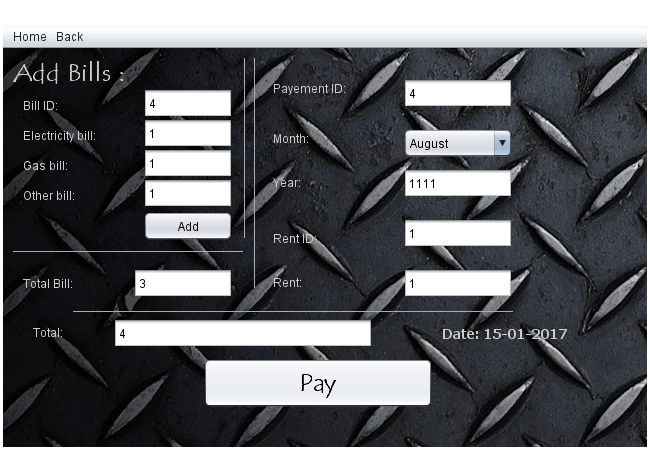 Home Back
Add Bills :
Bill ID: 4
Electricity bill: 1
Gas bill: 1
Other bill: 1
Add
Total Bill: 3
Payement ID: 4
Month: August
Year: 1111
Rent ID: 1
Rent: 1
Total: 4
Date: 15-01-2017
Pay